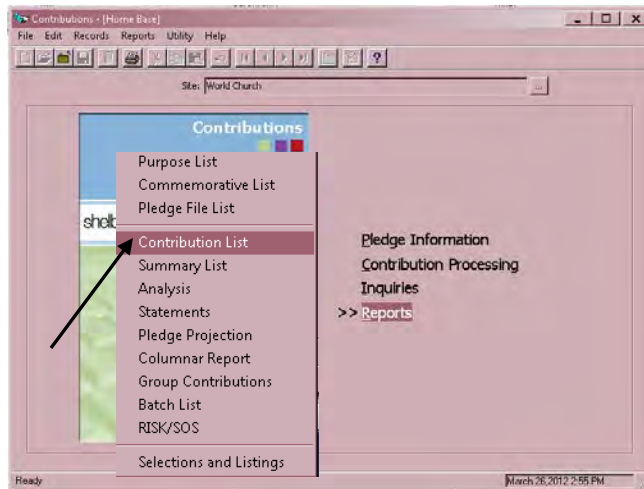 Contributions - [Home Base]
File Edit Records Reports Utility Help
Site: World Church
Contributions
shelb
Purpose List
Commemorative List
Pledge File List
Contribution List
Summary List
Analysis
Statements
Pledge Projection
Columnar Report
Group Contributions
Batch List
RISK/SOS
Selections and Listings
Pledge Information
Contribution Processing
Inquiries
>> Reports
Ready
March 26,2012 2:55 PM